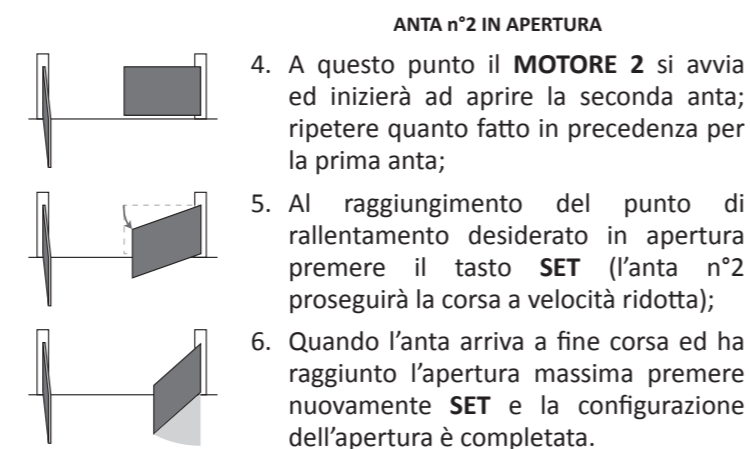 ANTA n°2 IN APERTURA
4. A questo punto il MOTORE 2 si avvia
ed inizierà ad aprire la seconda anta;
ripetere quanto fatto in precedenza per
la prima anta;
5. Al raggiungimento del punto di
rallentamento desiderato in apertura
premere il tasto SET (l’anta n°2
proseguirà la corsa a velocità ridotta);
6. Quando l’anta arriva a fine corsa ed ha
raggiunto l’apertura massima premere
nuovamente SET e la configurazione
dell’apertura è completata.